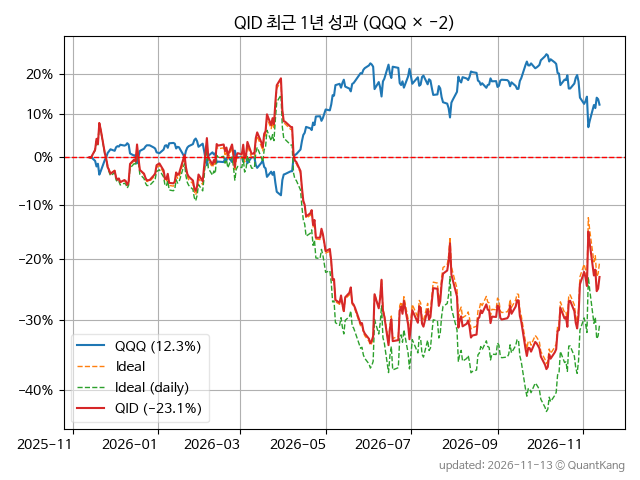 QID 최근 1년 성과 (QQQ × −2)
20%
10%
0%
−10%
−20%
−30%
−40%
QQQ (12.3%)
Ideal
Ideal (daily)
QID (−23.1%)
2025−11
2026−01
2026−03
2026−05
2026−07
2026−09
2026−11
updated: 2026−11−13 © QuantKang